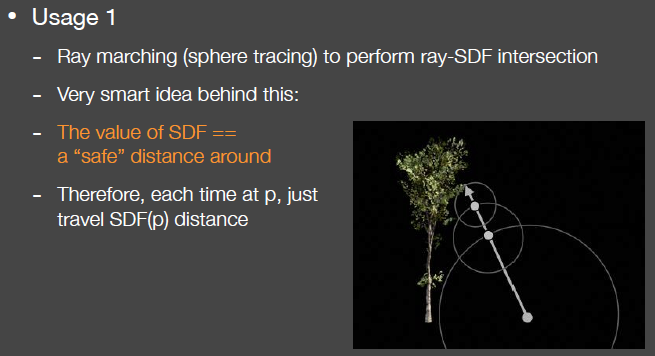 • Usage 1
- Ray marching (sphere tracing) to perform ray-SDF intersection
- Very smart idea behind this:
- The value of SDF ==
a “safe” distance around
- Therefore, each time at p, just
travel SDF(p) distance